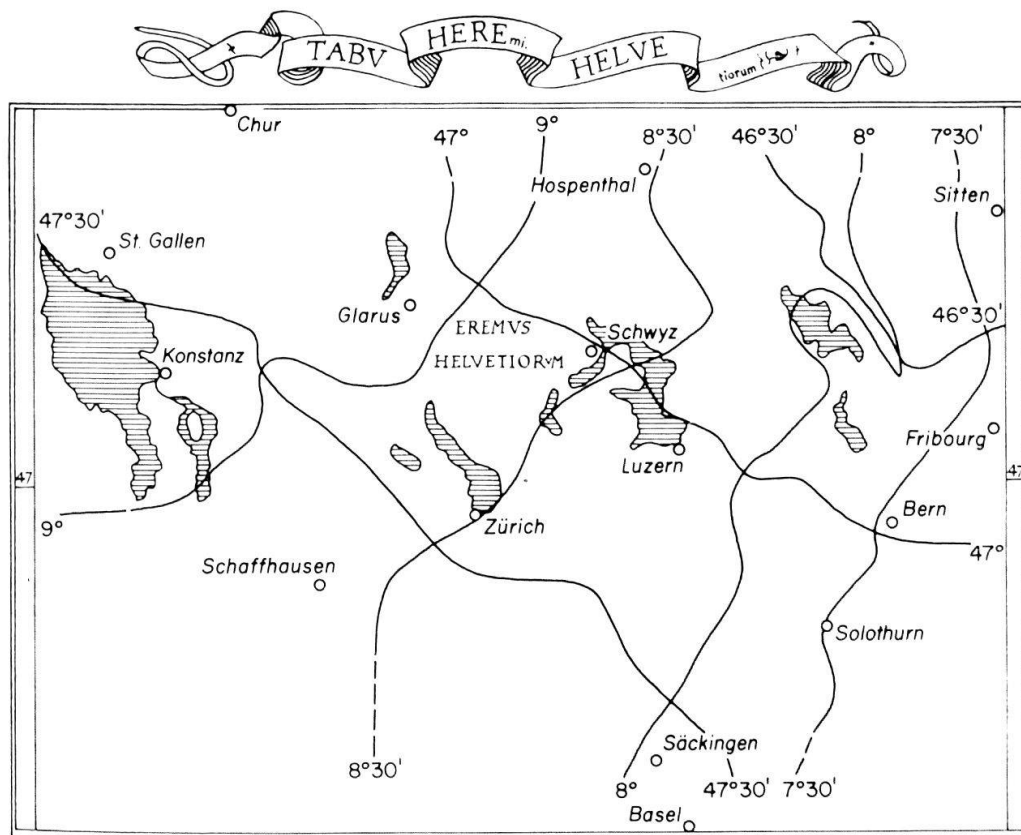 TABV HEREmi. HELVE tiorum
Chur
47° 9° 8°30' 46°30' 8° 7°30'
Hospenthal
Sitten
47°30'
St. Gallen
Glarus
EREMVS
HELVETIORVM
Schwyz
46°30'
Konstanz
Fribourg
Luzern
47
47
9°
Zürich
Bern
47°
Schaffhausen
Solothurn
8°30'
Säckingen
8° 47°30' 7°30'
Basel